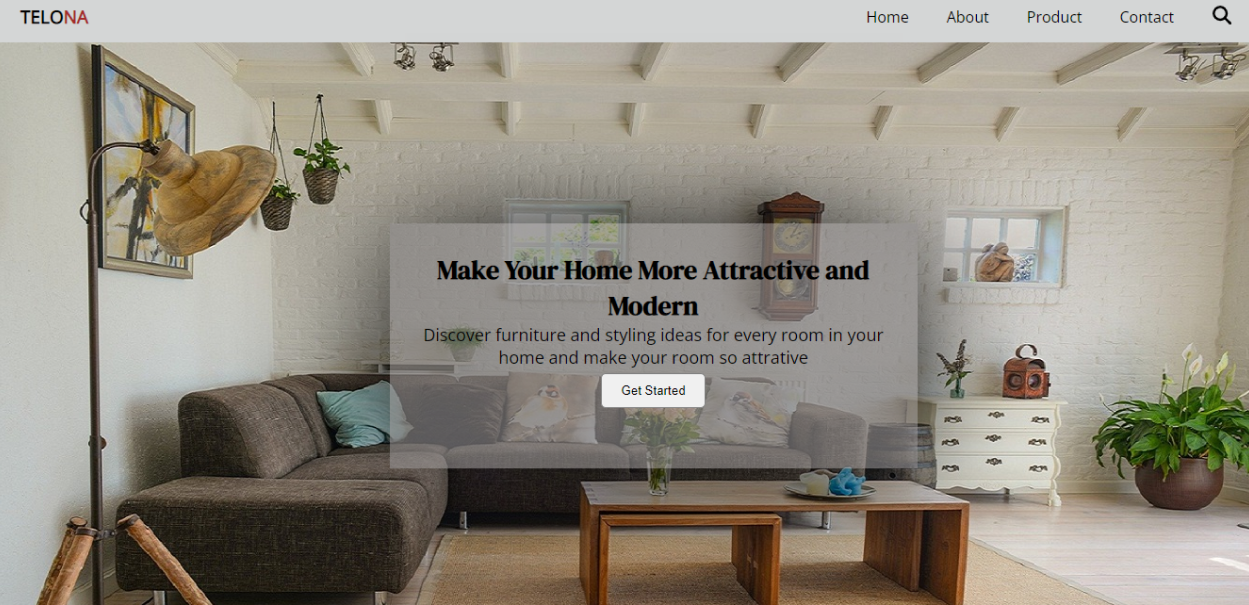 TELONA
Home About Product Contact
Make Your Home More Attractive and
Modern
Discover furniture and styling ideas for every room in your
home and make your room so attrative
Get Started